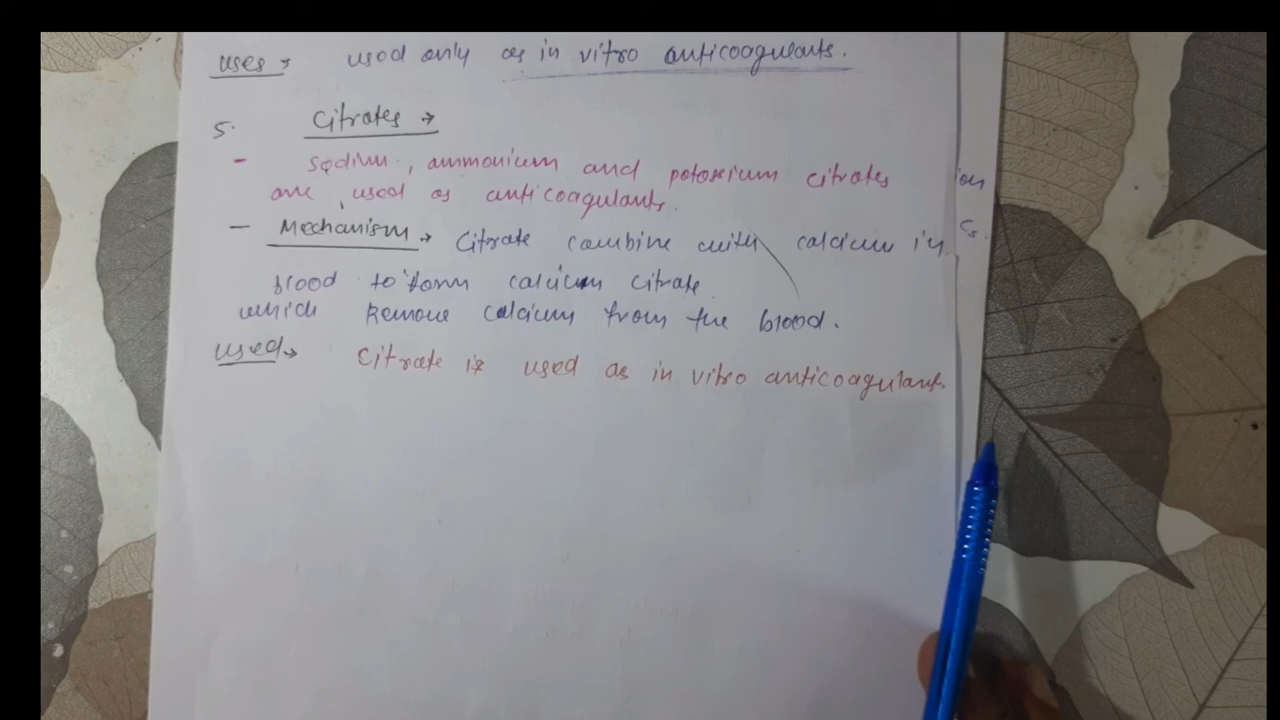 uses → used only as in vitro anticoagulants.
5. Citrates →
- Sodium, ammonium and potassium citrates
are used as anticoagulants.
- Mechanism → Citrate combine with calcium in
blood to form calcium citrate
which Remove calcium from the blood.
used → Citrate is used as in vitro anticoagulants.